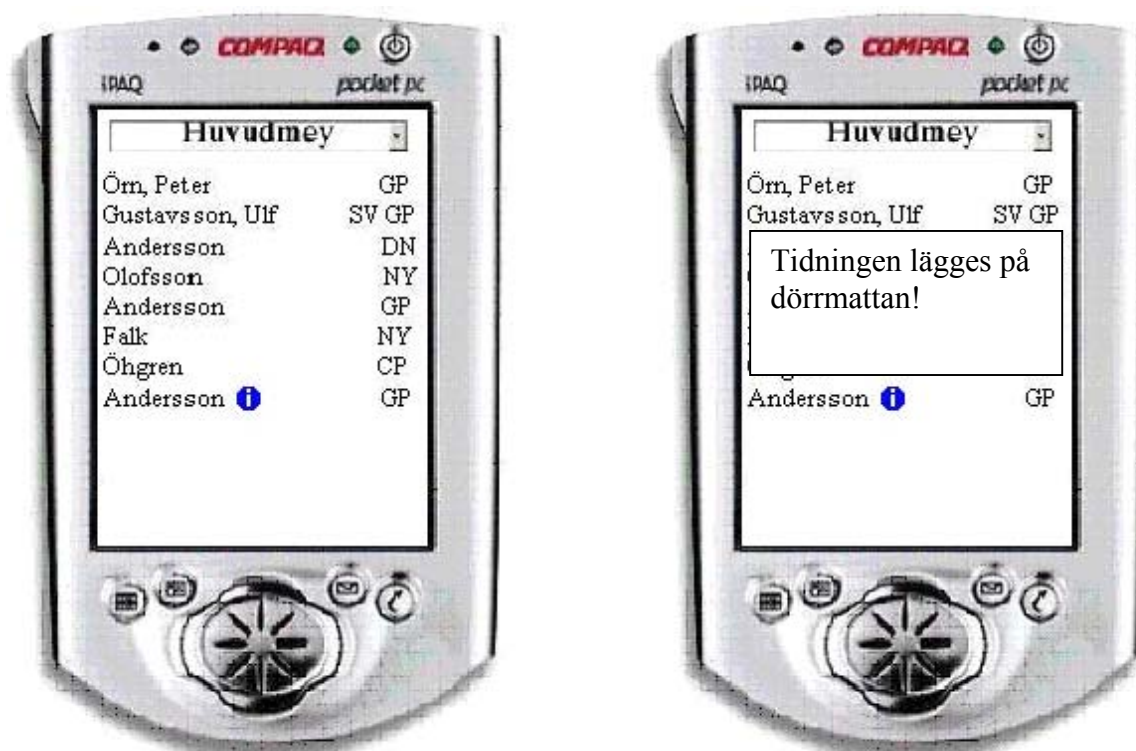 COMPAQ
iPAQ pocket pc
Huvudmey
Örn, Peter GP
Gustavsson, Ulf SV GP
Andersson DN
Olofsson NY
Andersson GP
Falk NY
Öhgren CP
Andersson i GP
COMPAQ
iPAQ pocket pc
Huvudmey
Örn, Peter GP
Gustavsson, Ulf SV GP
Tidningen lägges på
dörrmattan!
Andersson i GP